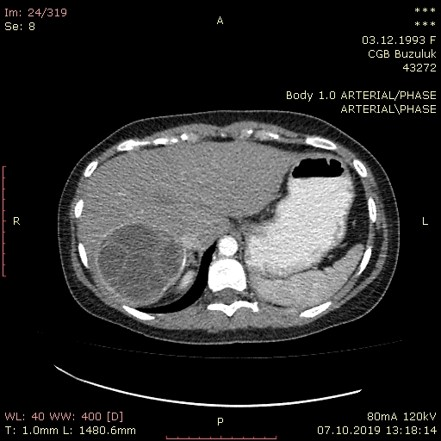 Im: 24/319
Se: 8
A
***
***
03.12.1993 F
CGB Buzuluk
43272
Body 1.0 ARTERIAL/PHASE
ARTERIAL\PHASE
R
L
WL: 40 WW: 400 [D]
T: 1.0mm L: 1480.6mm
P
80mA 120kV
07.10.2019 13:18:14